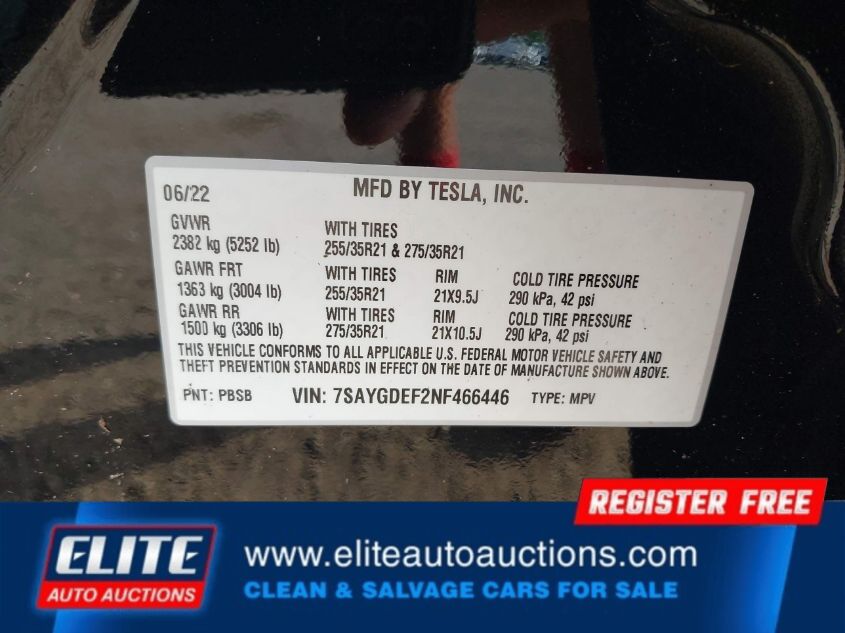 06/22 MFD BY TESLA, INC.
GVWR WITH TIRES
2382 kg (5252 lb) 255/35R21 & 275/35R21
GAWR FRT WITH TIRES RIM COLD TIRE PRESSURE
1363 kg (3004 lb) 255/35R21 21X9.5J 290 kPa, 42 psi
GAWR RR WITH TIRES RIM COLD TIRE PRESSURE
1500 kg (3306 lb) 275/35R21 21X10.5J 290 kPa, 42 psi
THIS VEHICLE CONFORMS TO ALL APPLICABLE U.S. FEDERAL MOTOR VEHICLE SAFETY AND
THEFT PREVENTION STANDARDS IN EFFECT ON THE DATE OF MANUFACTURE SHOWN ABOVE.
PNT: PBSB VIN: 7SAYGDEF2NF466446 TYPE: MPV
REGISTER FREE
ELITE
AUTO AUCTIONS
www.eliteautoauctions.com
CLEAN & SALVAGE CARS FOR SALE